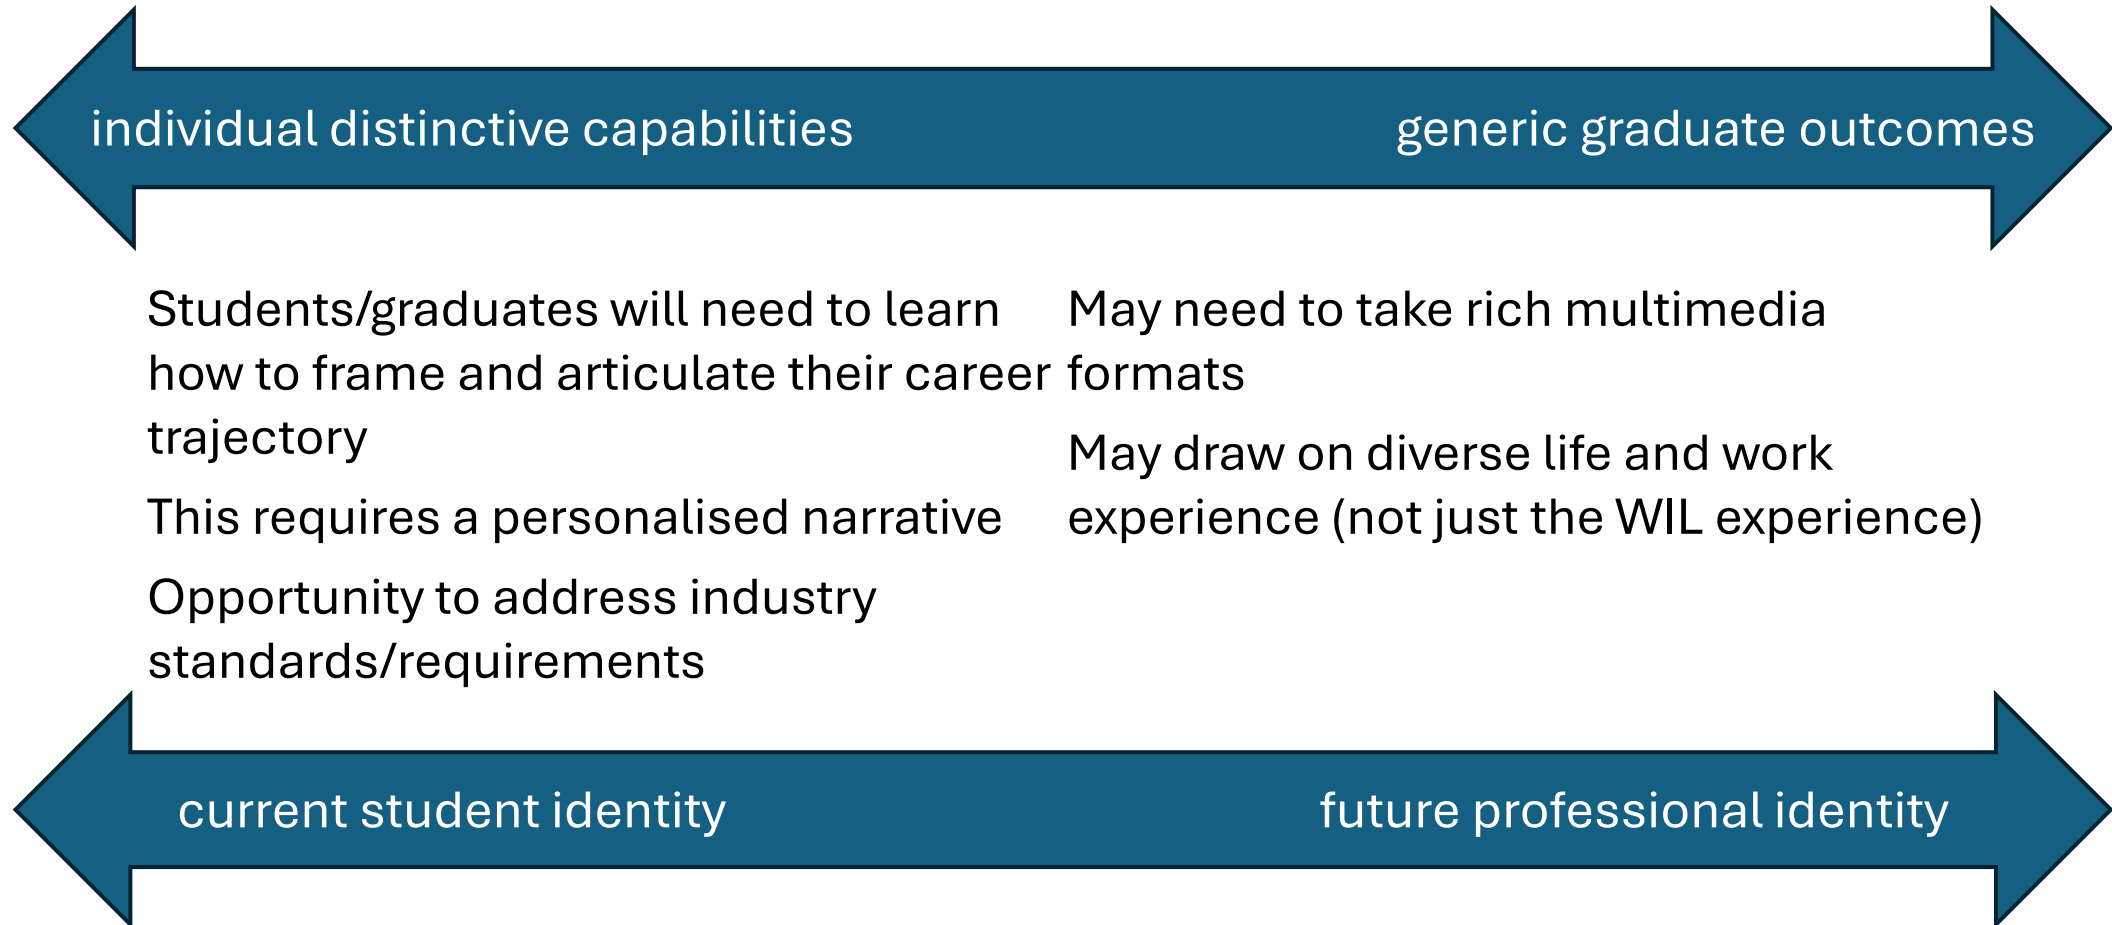 individual distinctive capabilities
generic graduate outcomes
Students/graduates will need to learn
how to frame and articulate their career
trajectory
This requires a personalised narrative
Opportunity to address industry
standards/requirements
May need to take rich multimedia
formats
May draw on diverse life and work
experience (not just the WIL experience)
current student identity
future professional identity